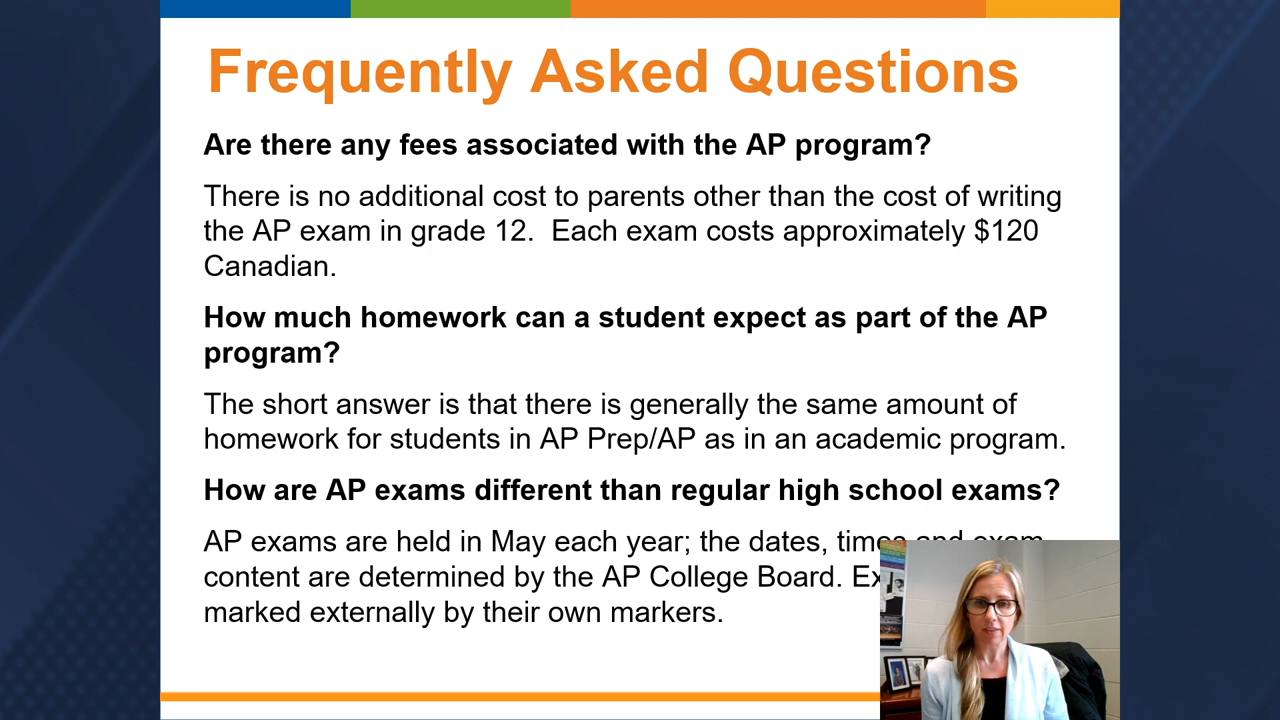 Frequently Asked Questions
Are there any fees associated with the AP program?
There is no additional cost to parents other than the cost of writing
the AP exam in grade 12.  Each exam costs approximately $120
Canadian.
How much homework can a student expect as part of the AP
program?
The short answer is that there is generally the same amount of
homework for students in AP Prep/AP as in an academic program.
How are AP exams different than regular high school exams?
AP exams are held in May each year; the dates, times and exam
content are determined by the AP College Board.
marked externally by their own markers.